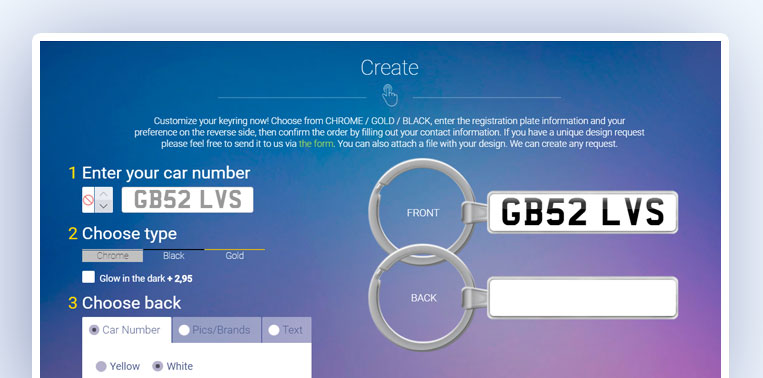 Create
Customize your keyring now! Choose from CHROME / GOLD / BLACK, enter the registration plate information and your
preference on the reverse side, then confirm the order by filling out your contact information. If you have a unique design request
please feel free to send it to us via the form. You can also attach a file with your design. We can create any request.
1 Enter your car number
GB52 LVS
2 Choose type
Chrome Black Gold
Glow in the dark + 2,95
3 Choose back
Car Number Pics/Brands Text
Yellow White
FRONT
GB52 LVS
BACK